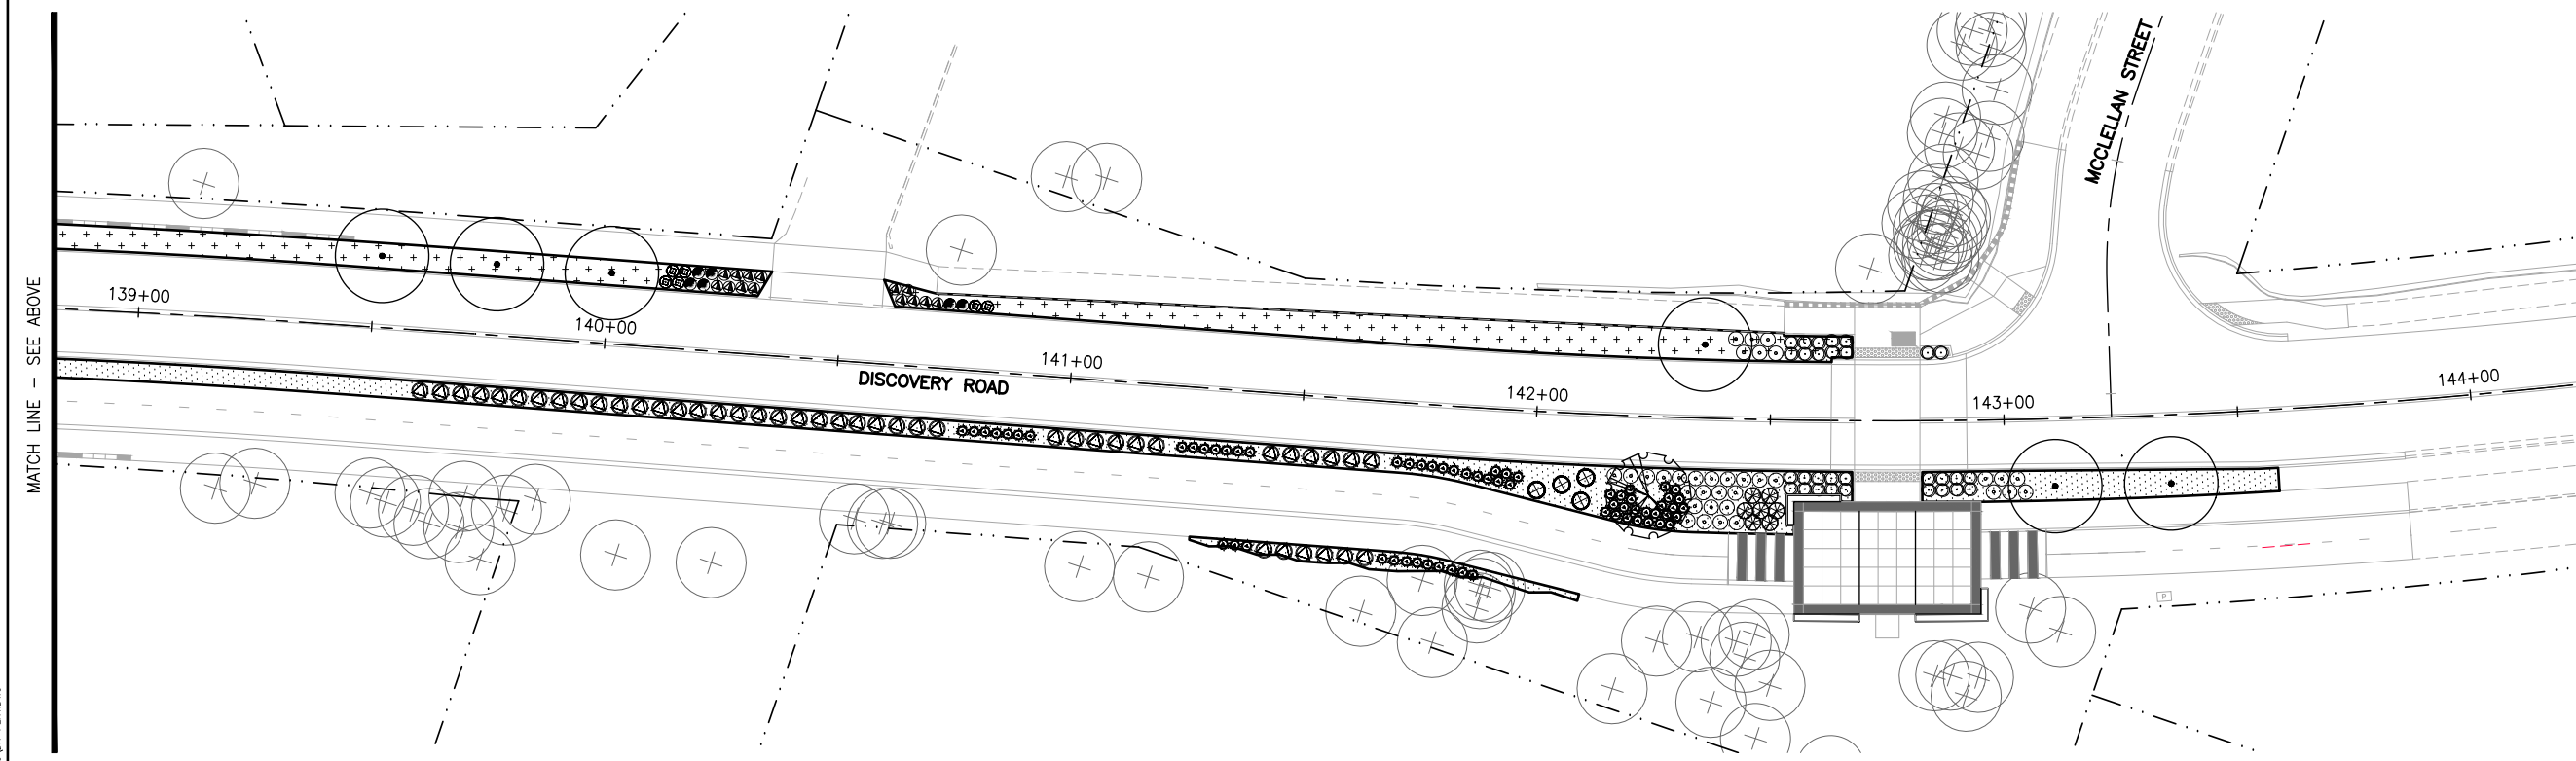 MCCLELLAN STREET
MATCH LINE – SEE ABOVE
139+00
140+00
141+00
142+00
143+00
144+00
DISCOVERY ROAD
P